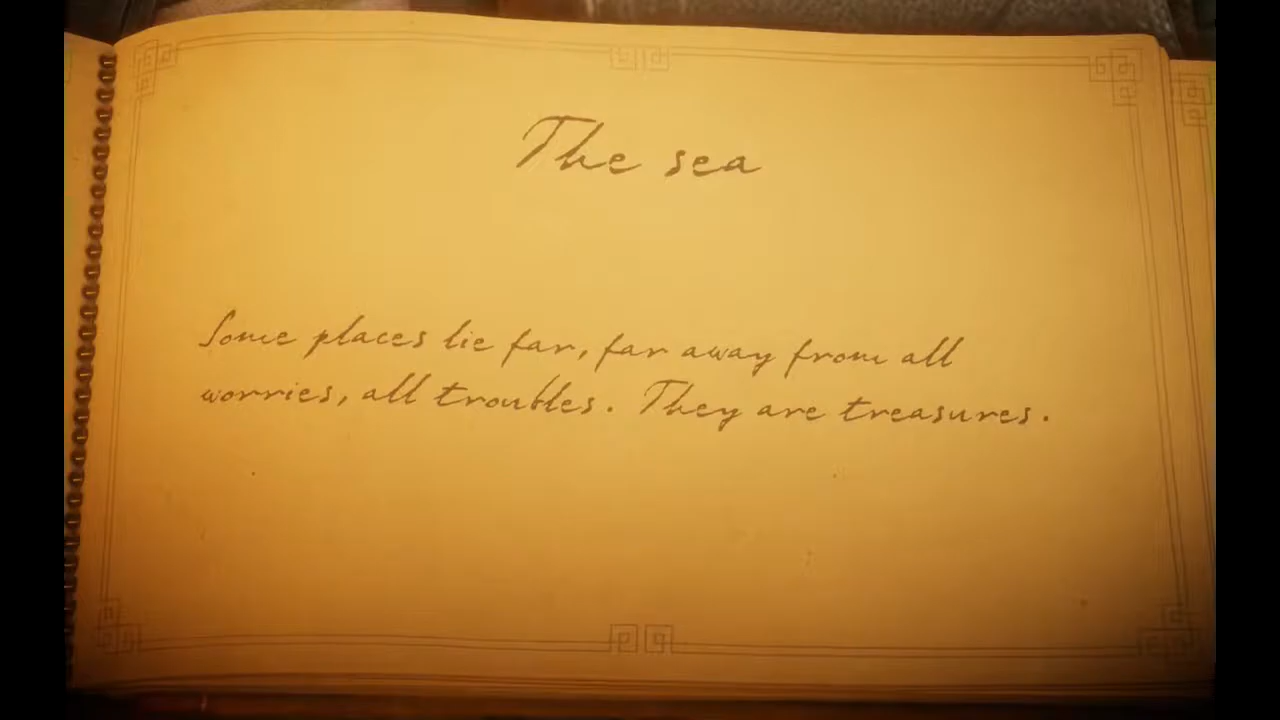 The sea
Some places lie far, far away from all
worries, all troubles. They are treasures.